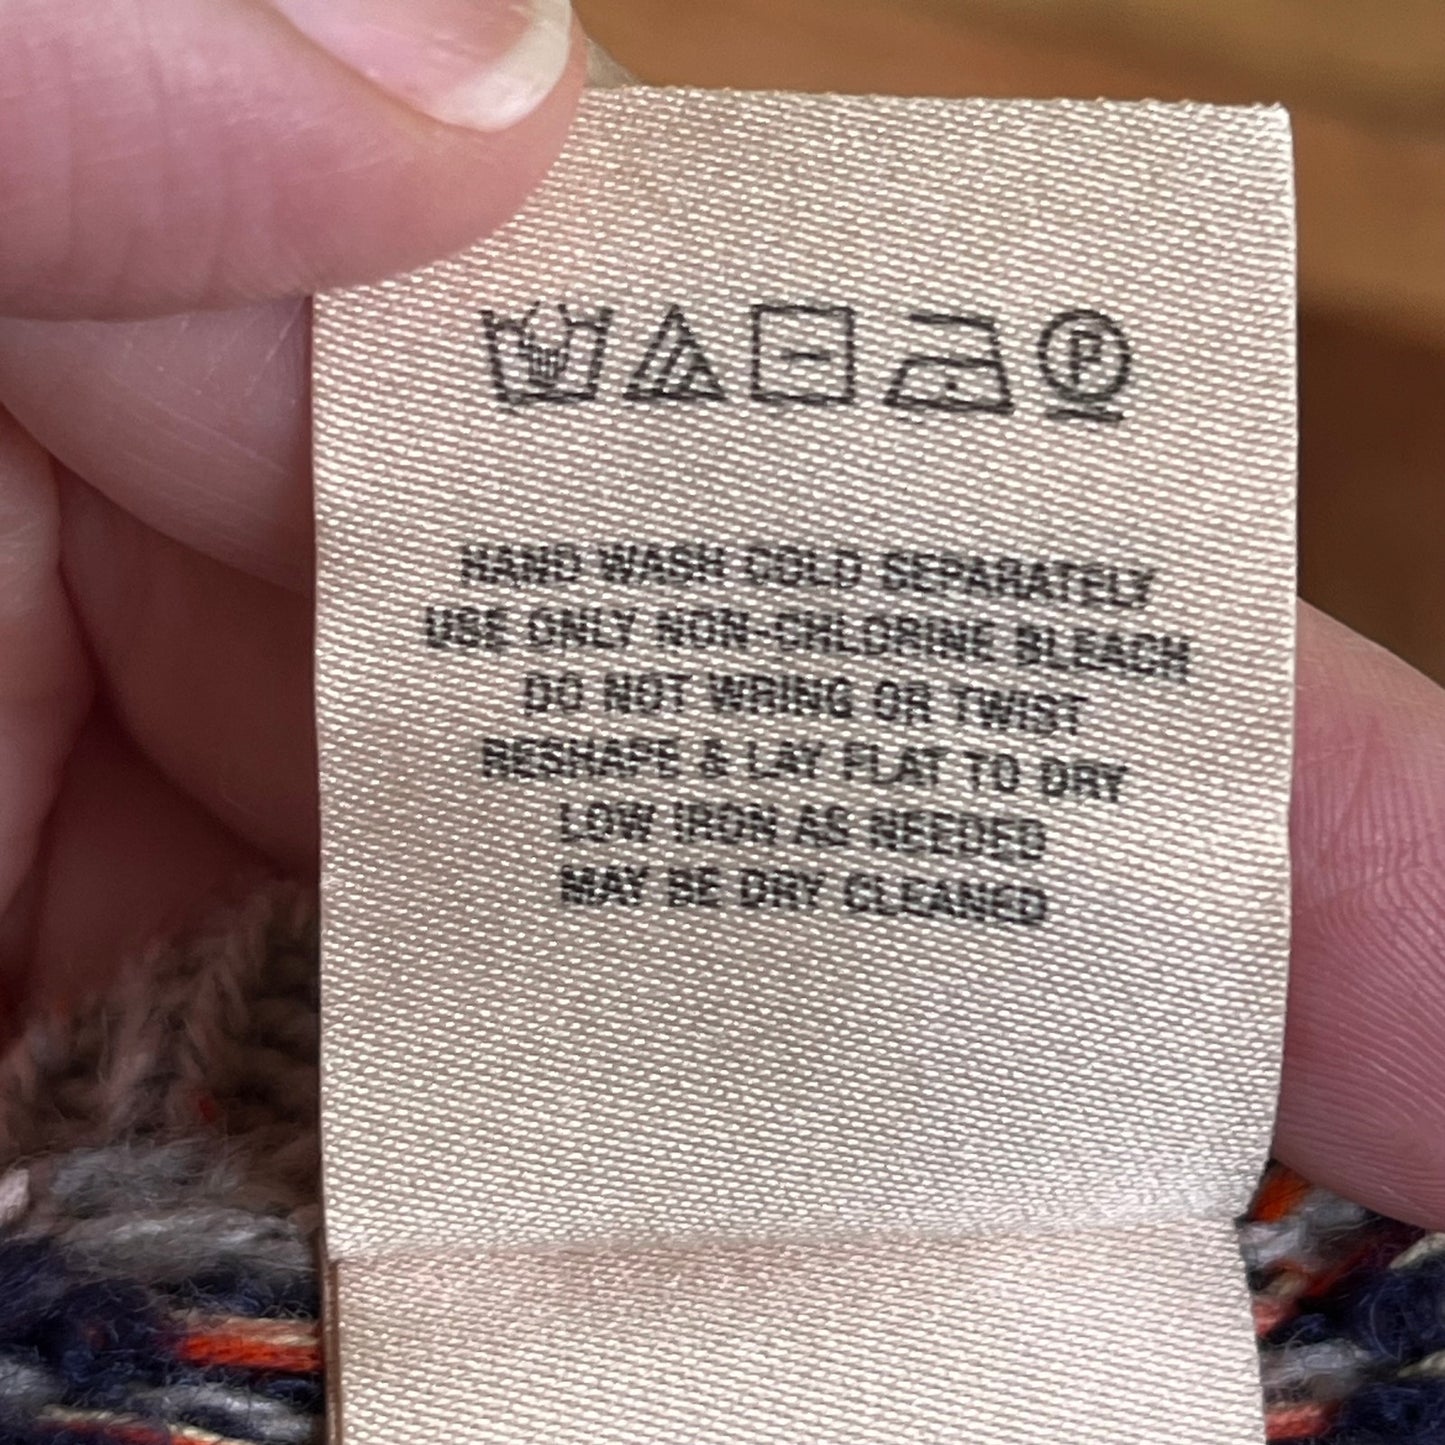 P
HAND WASH COLD SEPARATELY
USE ONLY NON-CHLORINE BLEACH
DO NOT WRING OR TWIST
RESHAPE & LAY FLAT TO DRY
LOW IRON AS NEEDED
MAY BE DRY CLEANED